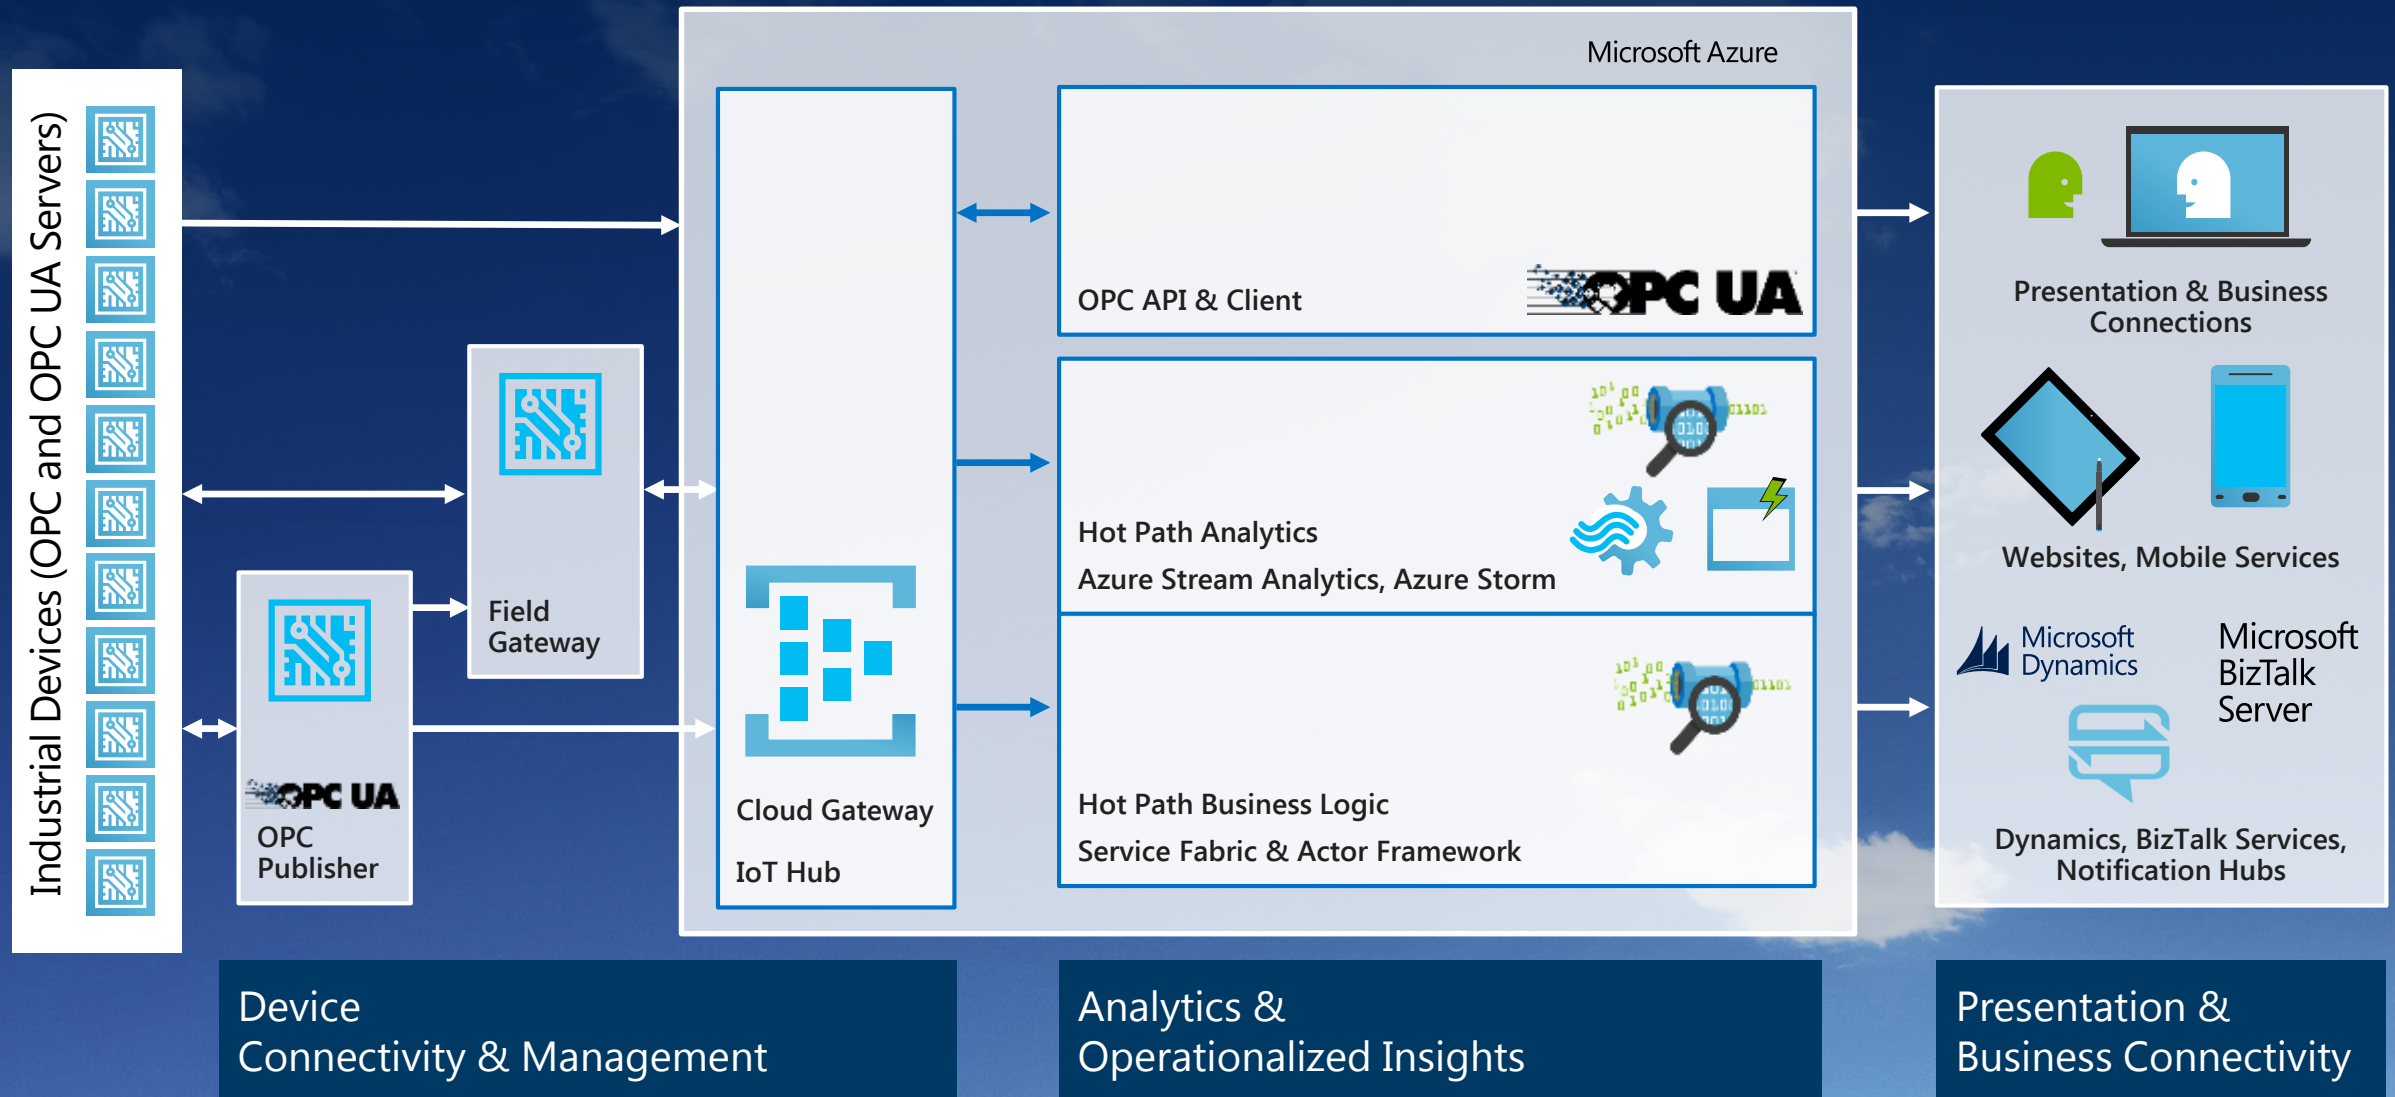 Industrial Devices (OPC and OPC UA Servers)
OPC UA
OPC
Publisher
Field
Gateway
Microsoft Azure
Cloud Gateway
IoT Hub
OPC API & Client
OPC UA
Hot Path Analytics
Azure Stream Analytics, Azure Storm
Hot Path Business Logic
Service Fabric & Actor Framework
Presentation & Business
Connections
Websites, Mobile Services
Microsoft
Dynamics
Microsoft
BizTalk
Server
Dynamics, BizTalk Services,
Notification Hubs
Device
Connectivity & Management
Analytics &
Operationalized Insights
Presentation &
Business Connectivity